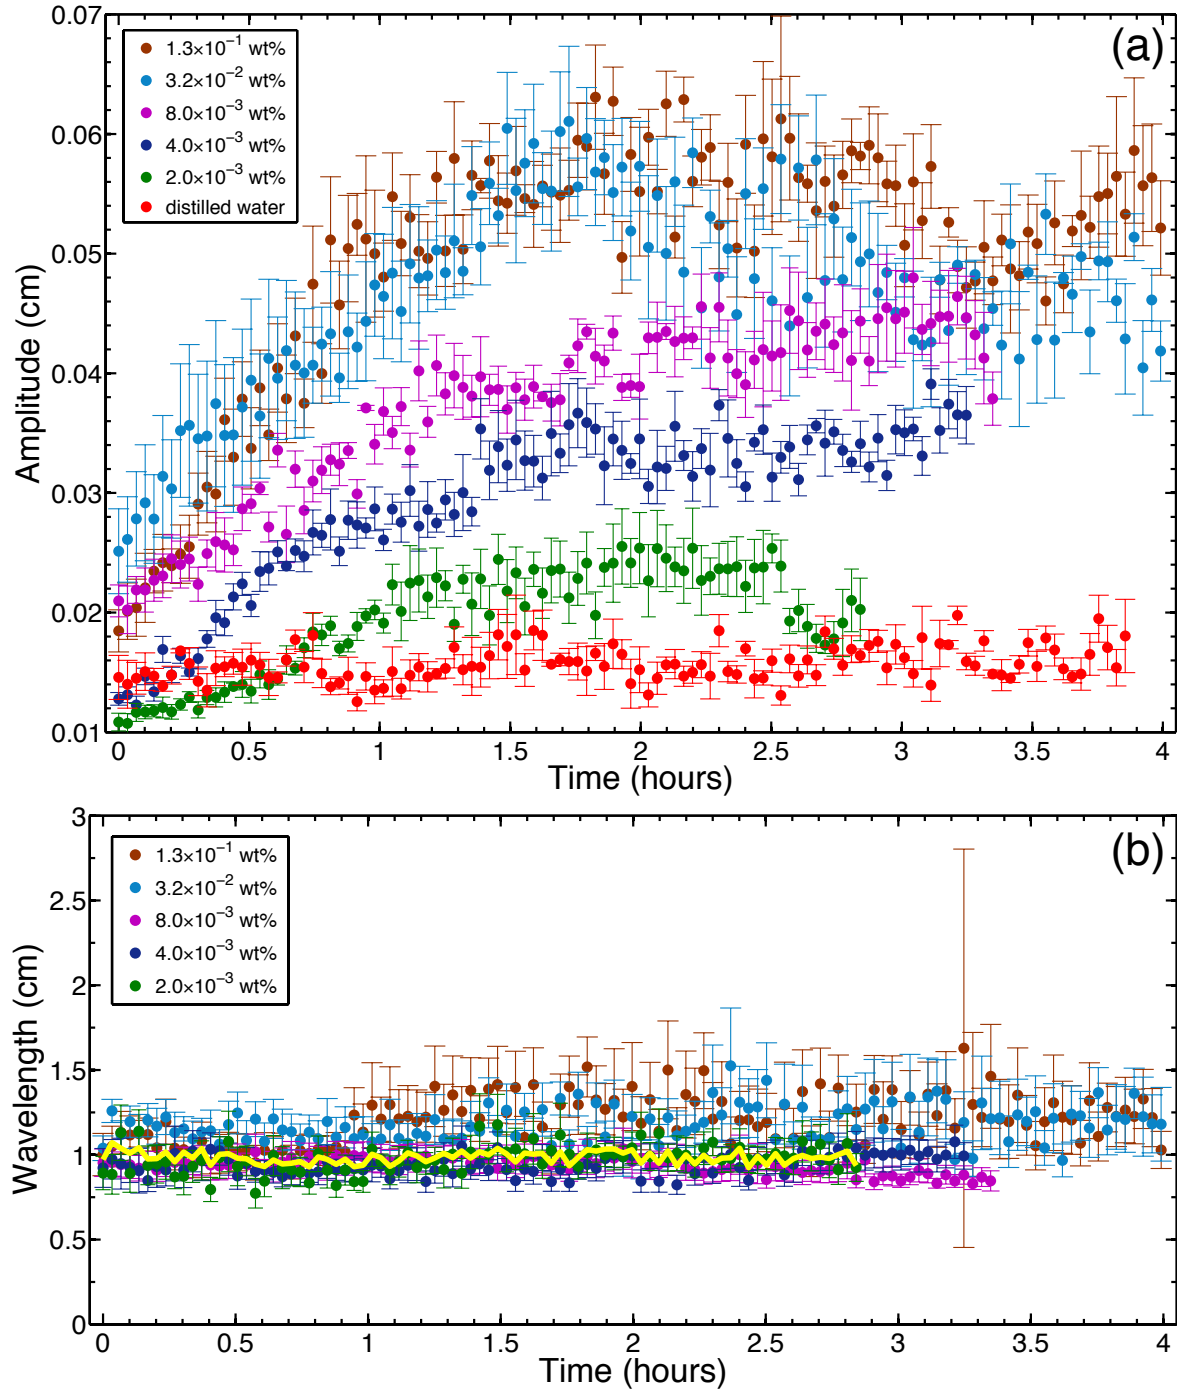 (a)
0.07
0.06
0.05
0.04
0.03
0.02
0.01
Amplitude (cm)
1.3×10⁻¹ wt%
3.2×10⁻² wt%
8.0×10⁻³ wt%
4.0×10⁻³ wt%
2.0×10⁻³ wt%
distilled water
0 0.5 1 1.5 2 2.5 3 3.5 4
Time (hours)
(b)
3
2.5
2
1.5
1
0.5
0
Wavelength (cm)
1.3×10⁻¹ wt%
3.2×10⁻² wt%
8.0×10⁻³ wt%
4.0×10⁻³ wt%
2.0×10⁻³ wt%
0 0.5 1 1.5 2 2.5 3 3.5 4
Time (hours)